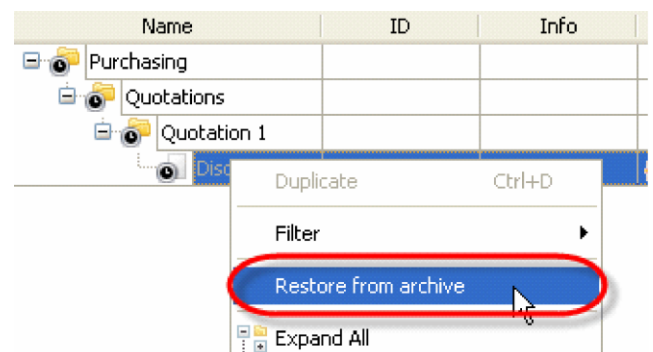 Name ID Info
Purchasing
Quotations
Quotation 1
Duplicate Ctrl+D
Filter
Restore from archive
Expand All